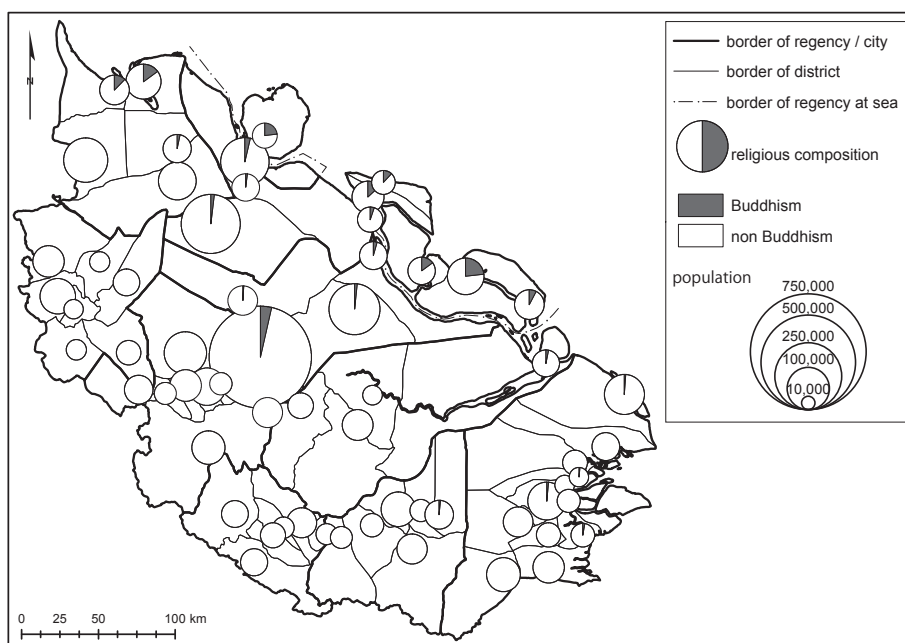 N
border of regency / city
border of district
border of regency at sea
religious composition
Buddhism
non Buddhism
population
750,000
500,000
250,000
100,000
10,000
0 25 50 100 km